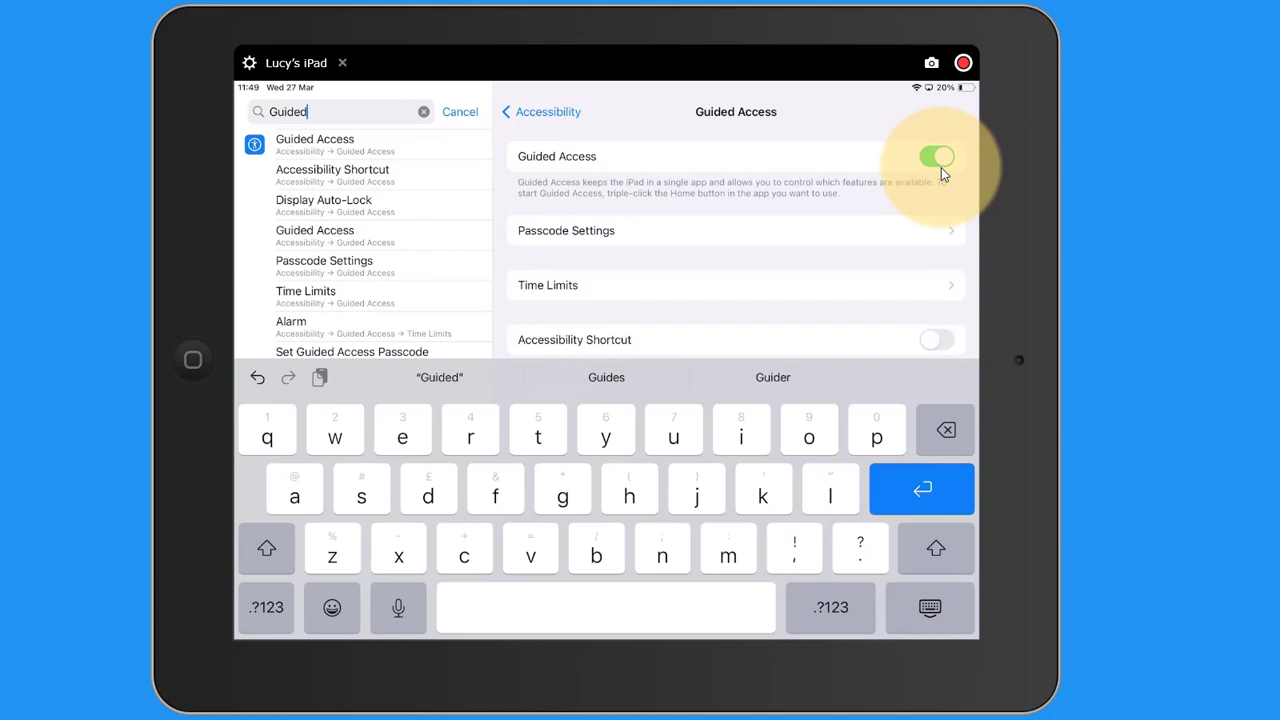 Lucy's iPad
11:49 Wed 27 Mar
20%
Guided
Cancel
Guided Access
Accessibility → Guided Access
Accessibility Shortcut
Accessibility → Guided Access
Display Auto-Lock
Accessibility → Guided Access
Guided Access
Accessibility → Guided Access
Passcode Settings
Accessibility → Guided Access
Time Limits
Accessibility → Guided Access
Alarm
Accessibility → Guided Access → Time Limits
Set Guided Access Passcode
Accessibility
Guided Access
Guided Access
Guided Access keeps the iPad in a single app and allows you to control which features are available. To
start Guided Access, triple-click the Home button in the app you want to use.
Passcode Settings
Time Limits
Accessibility Shortcut
“Guided” Guides Guider
1 2 3 4 5 6 7 8 9 0
q w e r t y u i o p
@ # £ & * ( ) ' "
a s d f g h j k l
% - + = / ; :
z x c v b n m ! , ? .
.?123 .?123